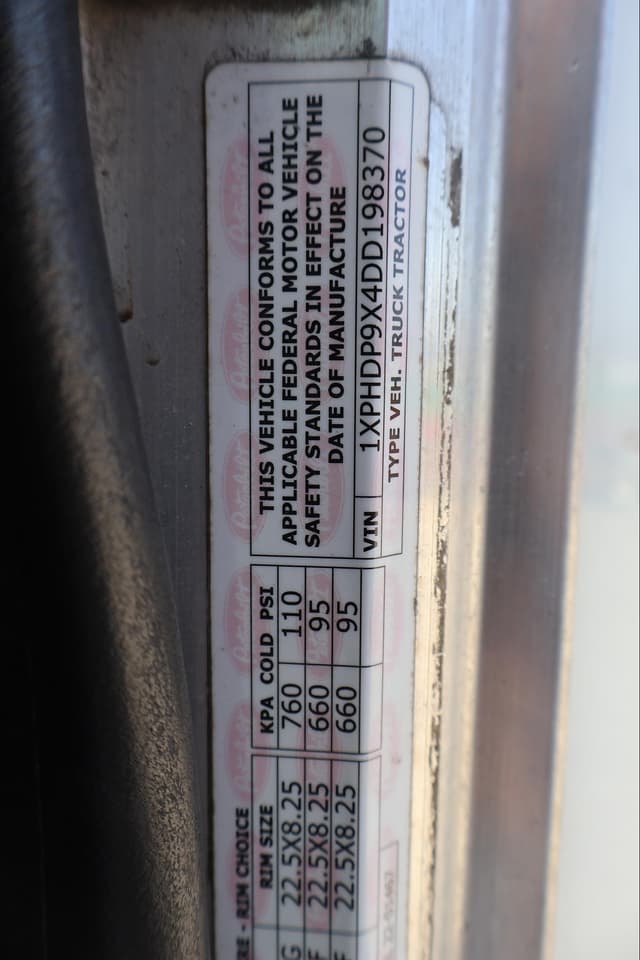 RE - RIM CHOICE
RIM SIZE
G 22.5X8.25
F 22.5X8.25
F 22.5X8.25
KPA COLD PSI
760 110
660 95
660 95
THIS VEHICLE CONFORMS TO ALL
APPLICABLE FEDERAL MOTOR VEHICLE
SAFETY STANDARDS IN EFFECT ON THE
DATE OF MANUFACTURE
VIN 1XPHDP9X4DD198370
TYPE VEH. TRUCK TRACTOR